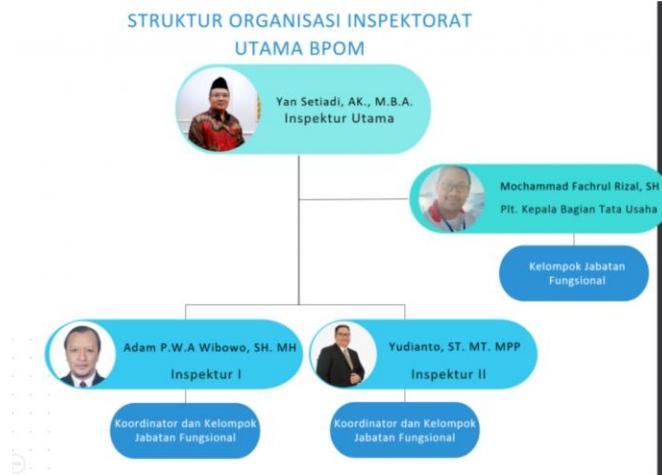 STRUKTUR ORGANISASI INSPEKTORAT
UTAMA BPOM
Yan Setiadi, AK., M.B.A.
Inspektur Utama
Mochammad Fachrul Rizal, SH
Plt. Kepala Bagian Tata Usaha
Kelompok Jabatan
Fungsional
Adam P.W.A Wibowo, SH. MH
Inspektur I
Yudianto, ST. MT. MPP
Inspektur II
Koordinator dan Kelompok
Jabatan Fungsional
Koordinator dan Kelompok
Jabatan Fungsional